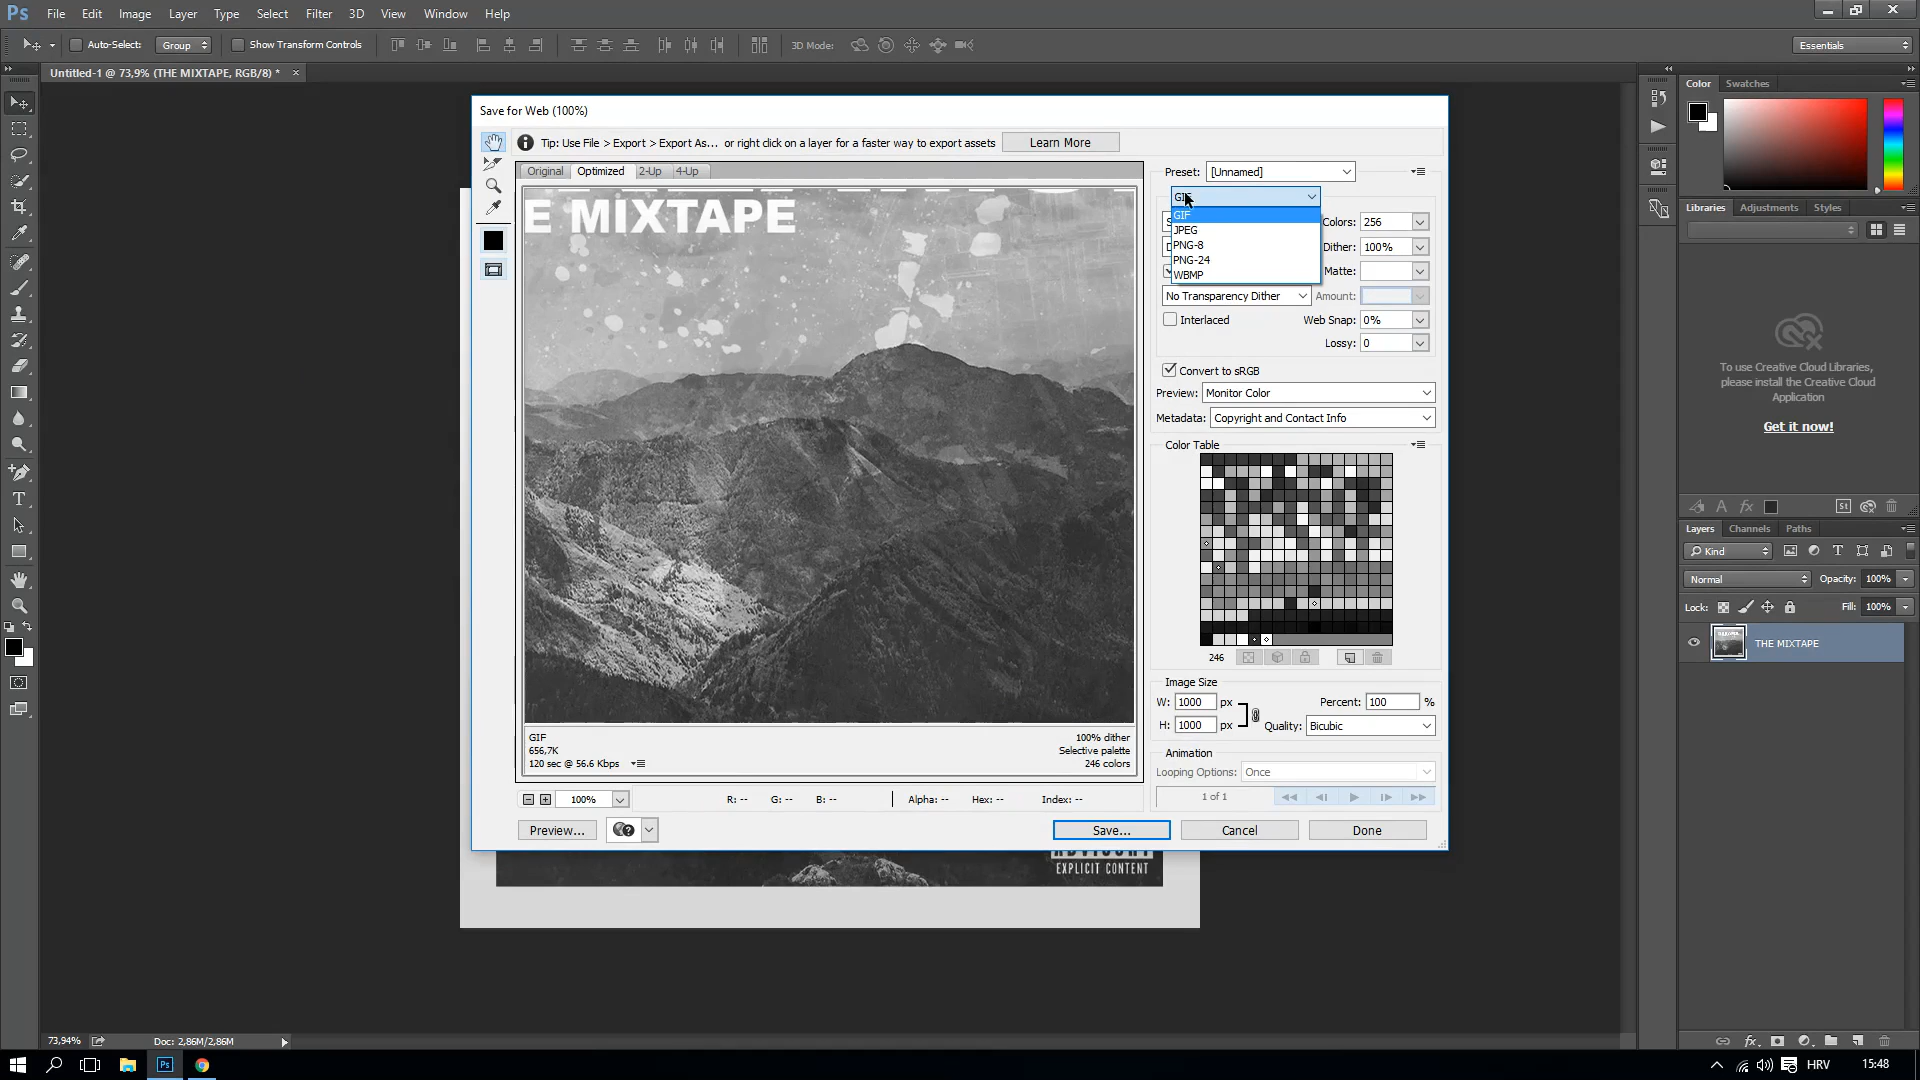 Ps File Edit Image Layer Type Select Filter 3D View Window Help
Auto-Select: Group Show Transform Controls 3D Mode: Essentials
Untitled-1 @ 73,9% (THE MIXTAPE, RGB/8) * ×
Save for Web (100%)
Tip: Use File > Export > Export As... or right click on a layer for a faster way to export assets Learn More
Original Optimized 2-Up 4-Up
E MIXTAPE
GIF
656,7K
120 sec @ 56.6 Kbps
100% dither
Selective palette
246 colors
100% R: -- G: -- B: -- Alpha: -- Hex: -- Index: --
Preview... Save... Cancel Done
Preset: [Unnamed]
GIF
JPEG
PNG-8
PNG-24
WBMP
Colors: 256
Dither: 100%
Matte:
No Transparency Dither Amount:
Interlaced Web Snap: 0%
Lossy: 0
Convert to sRGB
Preview: Monitor Color
Metadata: Copyright and Contact Info
Color Table
246
Image Size
W: 1000 px Percent: 100 %
H: 1000 px Quality: Bicubic
Animation
Looping Options: Once
1 of 1
EXPLICIT CONTENT
Color Swatches
Libraries Adjustments Styles
To use Creative Cloud Libraries,
please install the Creative Cloud
Application
Get it now!
St
fx
Layers Channels Paths
Kind
Normal Opacity: 100%
Lock: Fill: 100%
THE MIXTAPE
fx
73,94% Doc: 2,86M/2,86M
Ps HRV 15:48